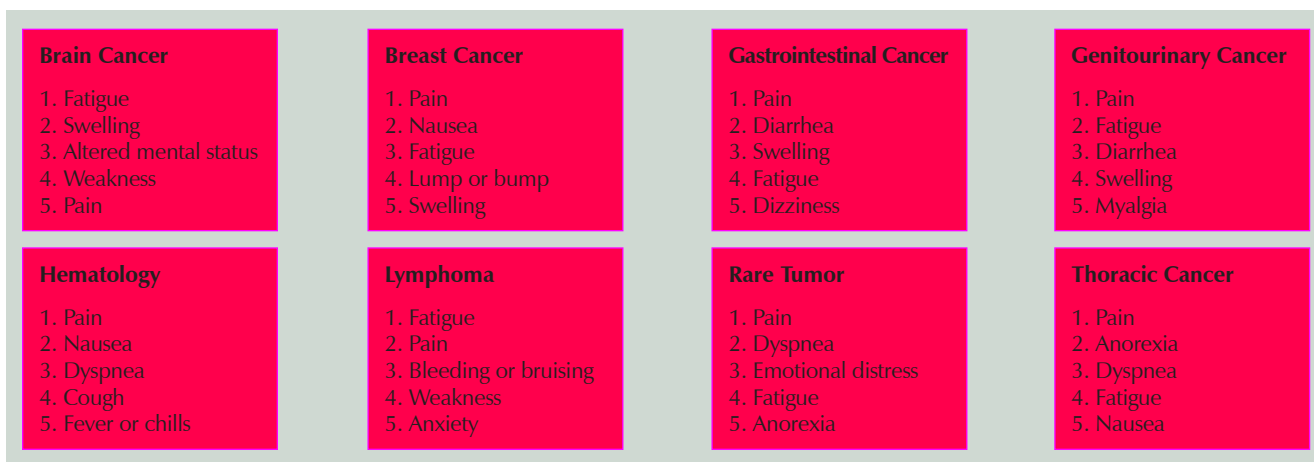 Brain Cancer
1. Fatigue
2. Swelling
3. Altered mental status
4. Weakness
5. Pain
Breast Cancer
1. Pain
2. Nausea
3. Fatigue
4. Lump or bump
5. Swelling
Gastrointestinal Cancer
1. Pain
2. Diarrhea
3. Swelling
4. Fatigue
5. Dizziness
Genitourinary Cancer
1. Pain
2. Fatigue
3. Diarrhea
4. Swelling
5. Myalgia
Hematology
1. Pain
2. Nausea
3. Dyspnea
4. Cough
5. Fever or chills
Lymphoma
1. Fatigue
2. Pain
3. Bleeding or bruising
4. Weakness
5. Anxiety
Rare Tumor
1. Pain
2. Dyspnea
3. Emotional distress
4. Fatigue
5. Anorexia
Thoracic Cancer
1. Pain
2. Anorexia
3. Dyspnea
4. Fatigue
5. Nausea